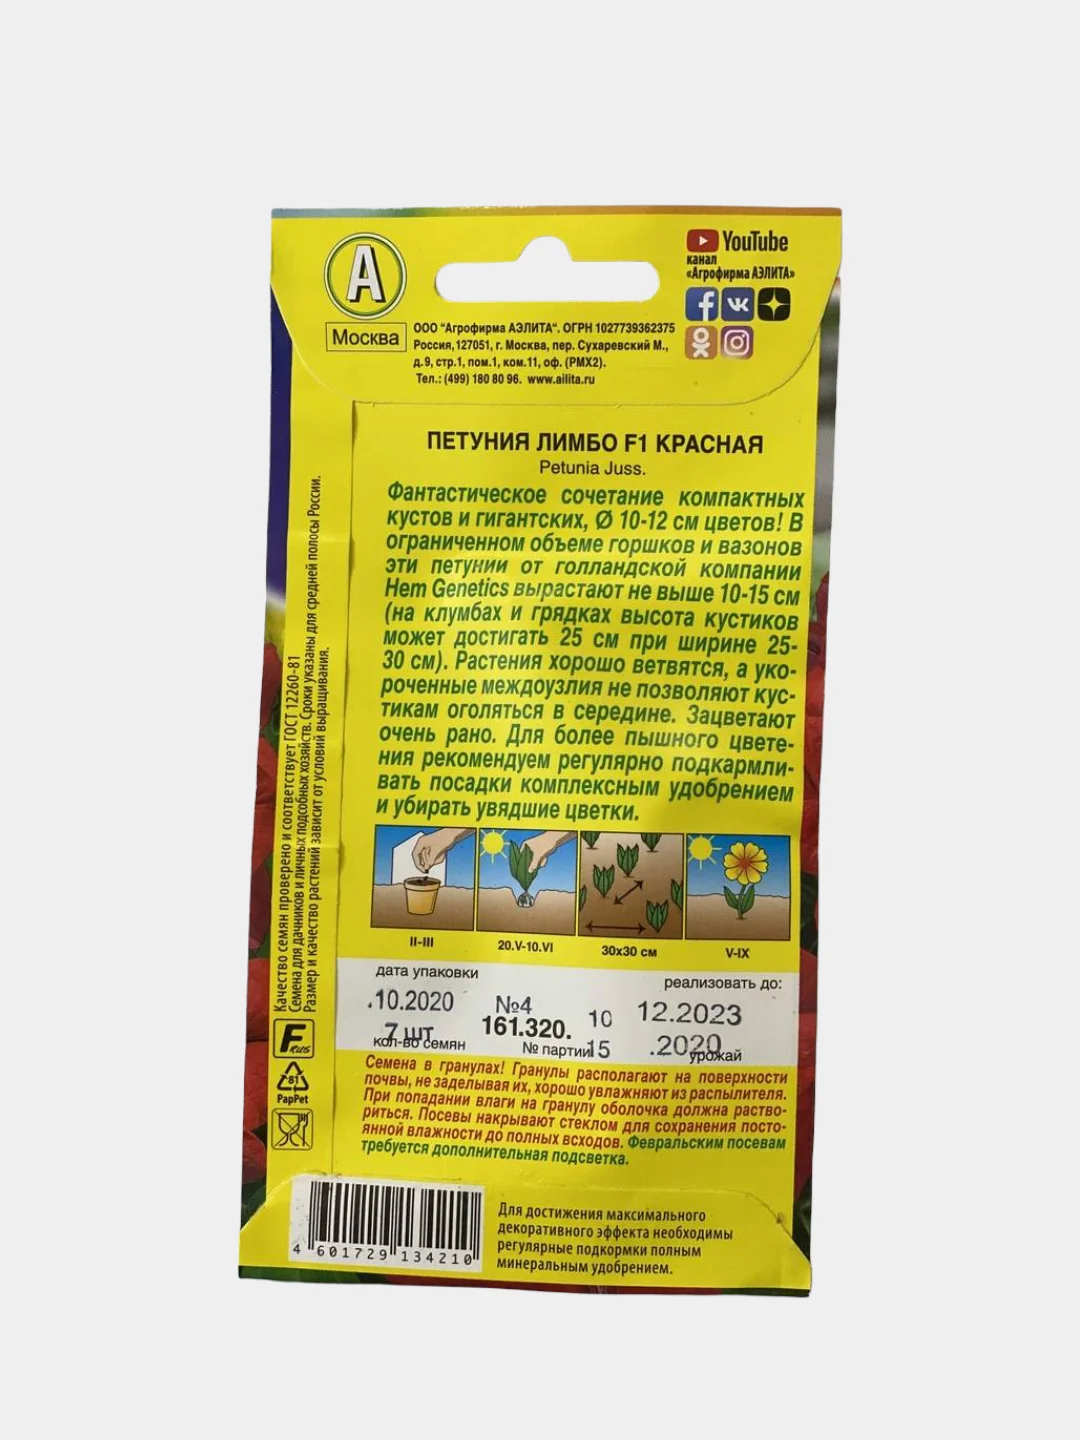 YouTube
канал
«Агрофирма АЭЛИТА»
А
Москва
ООО "Агрофирма АЭЛИТА". ОГРН 1027739362375
Россия,127051, г. Москва, пер. Сухаревский М.,
д.9, стр.1, пом.1, ком.11, оф. (РМХ2).
Тел.: (499) 180 80 96. www.ailita.ru
ПЕТУНИЯ ЛИМБО F1 КРАСНАЯ
Petunia Juss.
Фантастическое сочетание компактных
кустов и гигантских, Ø 10-12 см цветов! В
ограниченном объеме горшков и вазонов
эти петунии от голландской компании
Hem Genetics вырастают не выше 10-15 см
(на клумбах и грядках высота кустиков
может достигать 25 см при ширине 25-
30 см). Растения хорошо ветвятся, а уко-
роченные междоузлия не позволяют кус-
тикам оголяться в середине. Зацветают
очень рано. Для более пышного цвете-
ния рекомендуем регулярно подкармли-
вать посадки комплексным удобрением
и убирать увядшие цветки.
II-III
20.V-10.VI
30x30 см
V-IX
Качество семян проверено и соответствует ГОСТ 12260-81
Семена для дачников и личных подсобных хозяйств. Сроки указаны для средней полосы России.
Размер и качество растений зависит от условий выращивания.
дата упаковки
реализовать до:
.10.2020
№4
10
12.2023
7 шт
161.320.
15
.2020
кол-во семян
№ партии
урожай
Семена в гранулах! Гранулы располагают на поверхности
почвы, не заделывая их, хорошо увлажняют из распылителя.
При попадании влаги на гранулу оболочка должна раство-
риться. Посевы накрывают стеклом для сохранения посто-
янной влажности до полных всходов. Февральским посевам
требуется дополнительная подсветка.
F RUS
81
PapPet
4 601729 134210
Для достижения максимального
декоративного эффекта необходимы
регулярные подкормки полным
минеральным удобрением.